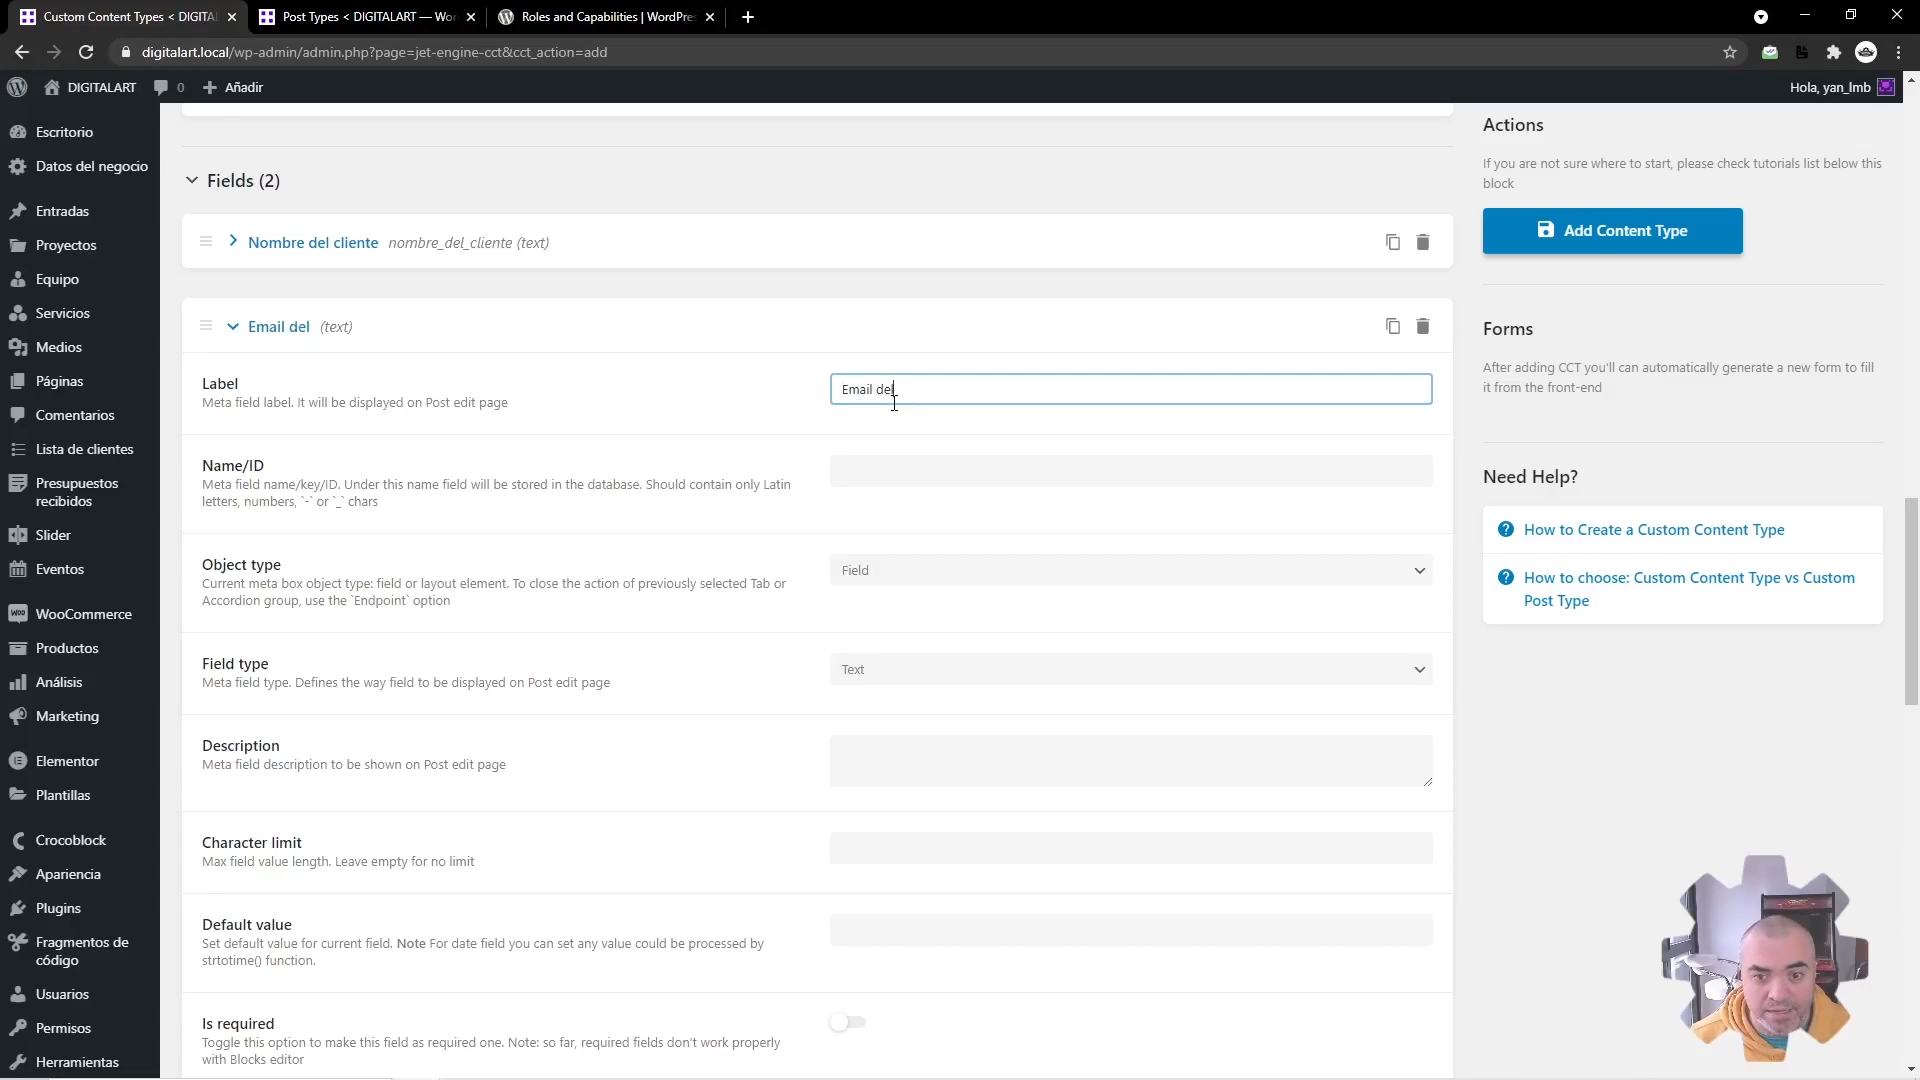 Custom Content Types < DIGITAL
Post Types < DIGITALART — Wor
Roles and Capabilities | WordPre
digitalart.local/wp-admin/admin.php?page=jet-engine-cct&cct_action=add
DIGITALART
0
Añadir
Hola, yan_lmb
Escritorio
Datos del negocio
Entradas
Proyectos
Equipo
Servicios
Medios
Páginas
Comentarios
Lista de clientes
Presupuestos
recibidos
Slider
Eventos
WooCommerce
Productos
Análisis
Marketing
Elementor
Plantillas
Crocoblock
Apariencia
Plugins
Fragmentos de
código
Usuarios
Permisos
Herramientas
Fields (2)
Nombre del cliente nombre_del_cliente (text)
Email del (text)
Label
Meta field label. It will be displayed on Post edit page
Email del
Name/ID
Meta field name/key/ID. Under this name field will be stored in the database. Should contain only Latin
letters, numbers, `-` or `_` chars
Object type
Current meta box object type: field or layout element. To close the action of previously selected Tab or
Accordion group, use the `Endpoint` option
Field
Field type
Meta field type. Defines the way field to be displayed on Post edit page
Text
Description
Meta field description to be shown on Post edit page
Character limit
Max field value length. Leave empty for no limit
Default value
Set default value for current field. Note For date field you can set any value could be processed by
strtotime() function.
Is required
Toggle this option to make this field as required one. Note: so far, required fields don't work properly
with Blocks editor
Actions
If you are not sure where to start, please check tutorials list below this
block
Add Content Type
Forms
After adding CCT you'll can automatically generate a new form to fill
it from the front-end
Need Help?
How to Create a Custom Content Type
How to choose: Custom Content Type vs Custom
Post Type